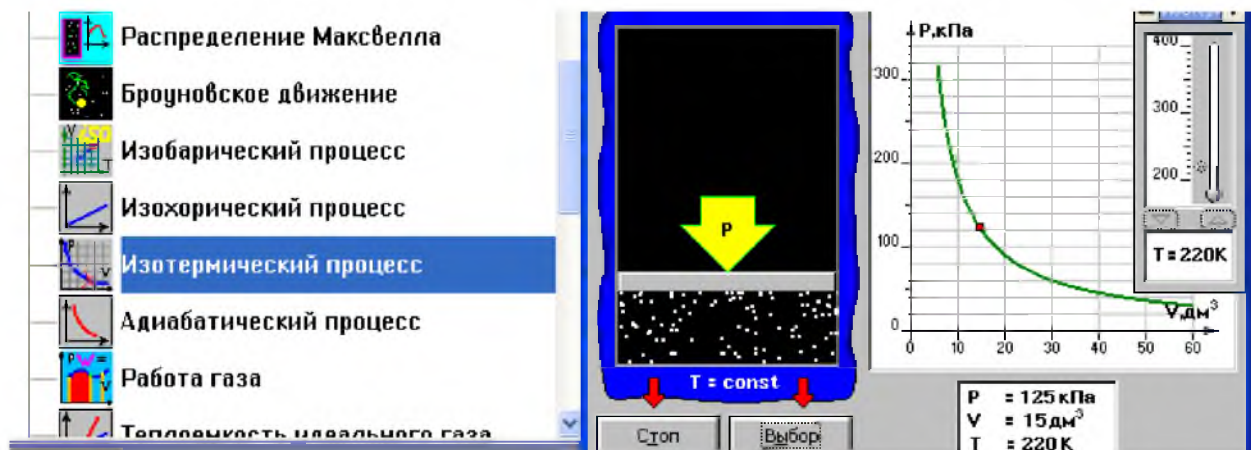 Распределение Максвелла
Броуновское движение
Изобарический процесс
Изохорический процесс
Изотермический процесс
Адиабатический процесс
Работа газа
Теплоемкость идеального газа
P
T = const
Стоп
Выбор
P,кПа
300
200
100
0
0 10 20 30 40 50 60
V,дм³
400
300
200
T = 220K
P = 125 кПа
V = 15 дм³
T = 220 K